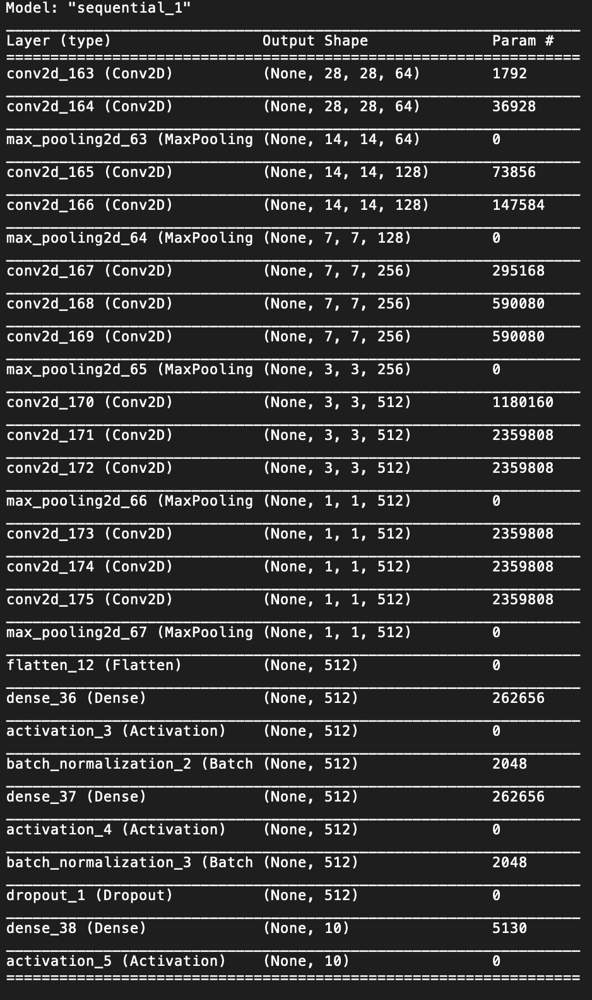 Model: "sequential_1"
_________________________________________________________________
Layer (type)                 Output Shape              Param #
=================================================================
conv2d_163 (Conv2D)          (None, 28, 28, 64)        1792
_________________________________________________________________
conv2d_164 (Conv2D)          (None, 28, 28, 64)        36928
_________________________________________________________________
max_pooling2d_63 (MaxPooling (None, 14, 14, 64)        0
_________________________________________________________________
conv2d_165 (Conv2D)          (None, 14, 14, 128)       73856
_________________________________________________________________
conv2d_166 (Conv2D)          (None, 14, 14, 128)       147584
_________________________________________________________________
max_pooling2d_64 (MaxPooling (None, 7, 7, 128)         0
_________________________________________________________________
conv2d_167 (Conv2D)          (None, 7, 7, 256)         295168
_________________________________________________________________
conv2d_168 (Conv2D)          (None, 7, 7, 256)         590080
_________________________________________________________________
conv2d_169 (Conv2D)          (None, 7, 7, 256)         590080
_________________________________________________________________
max_pooling2d_65 (MaxPooling (None, 3, 3, 256)         0
_________________________________________________________________
conv2d_170 (Conv2D)          (None, 3, 3, 512)         1180160
_________________________________________________________________
conv2d_171 (Conv2D)          (None, 3, 3, 512)         2359808
_________________________________________________________________
conv2d_172 (Conv2D)          (None, 3, 3, 512)         2359808
_________________________________________________________________
max_pooling2d_66 (MaxPooling (None, 1, 1, 512)         0
_________________________________________________________________
conv2d_173 (Conv2D)          (None, 1, 1, 512)         2359808
_________________________________________________________________
conv2d_174 (Conv2D)          (None, 1, 1, 512)         2359808
_________________________________________________________________
conv2d_175 (Conv2D)          (None, 1, 1, 512)         2359808
_________________________________________________________________
max_pooling2d_67 (MaxPooling (None, 1, 1, 512)         0
_________________________________________________________________
flatten_12 (Flatten)         (None, 512)               0
_________________________________________________________________
dense_36 (Dense)             (None, 512)               262656
_________________________________________________________________
activation_3 (Activation)    (None, 512)               0
_________________________________________________________________
batch_normalization_2 (Batch (None, 512)               2048
_________________________________________________________________
dense_37 (Dense)             (None, 512)               262656
_________________________________________________________________
activation_4 (Activation)    (None, 512)               0
_________________________________________________________________
batch_normalization_3 (Batch (None, 512)               2048
_________________________________________________________________
dropout_1 (Dropout)          (None, 512)               0
_________________________________________________________________
dense_38 (Dense)             (None, 10)                5130
_________________________________________________________________
activation_5 (Activation)    (None, 10)                0
=================================================================